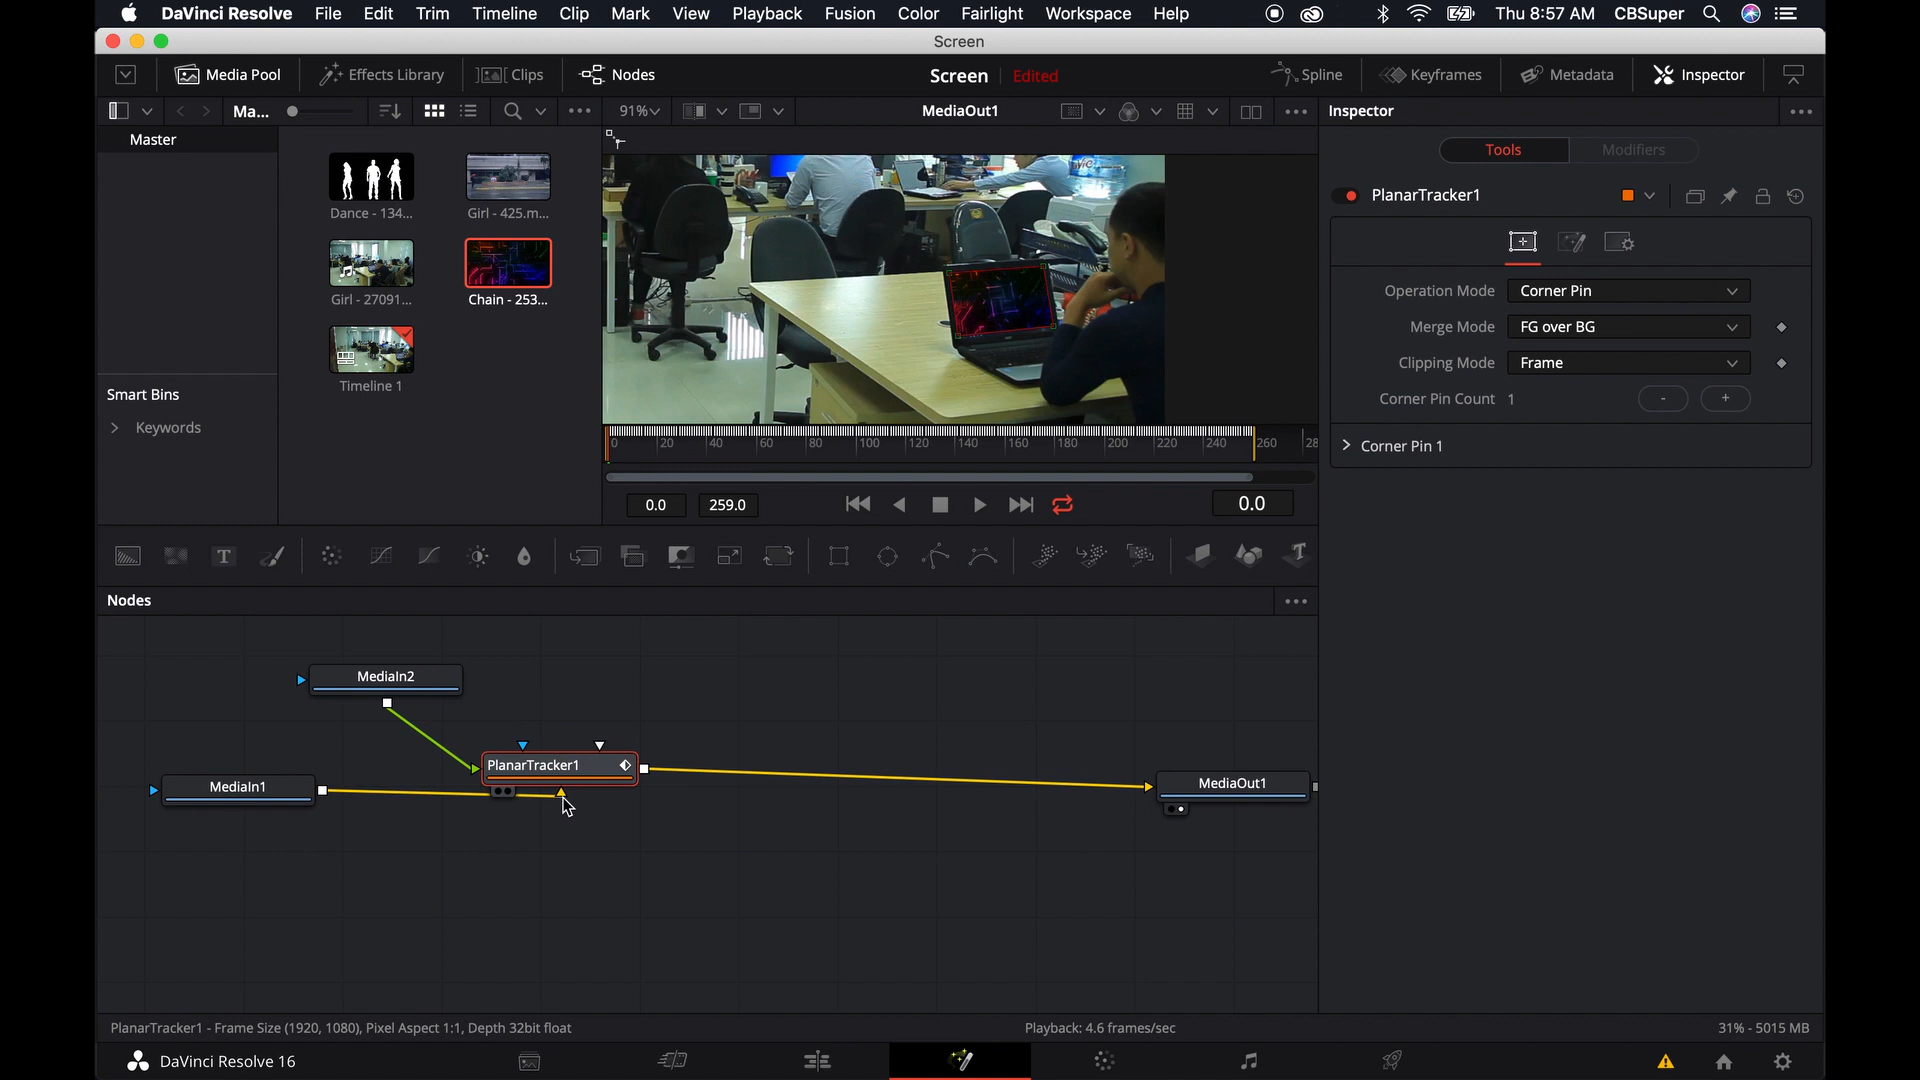 DaVinci Resolve File Edit Trim Timeline Clip Mark View Playback Fusion Color Fairlight Workspace Help Thu 8:57 AM CBSuper
Screen
Media Pool Effects Library Clips Nodes Screen Edited Spline Keyframes Metadata Inspector
Ma... 91% MediaOut1 Inspector
Master
Tools Modifiers
Dance - 134... Girl - 425.m...
PlanarTracker1
Girl - 27091... Chain - 253...
Operation Mode Corner Pin
Merge Mode FG over BG
Clipping Mode Frame
Timeline 1
Corner Pin Count 1 - +
Smart Bins
Keywords
0 20 40 60 80 100 120 140 160 180 200 220 240 260 28
Corner Pin 1
0.0 259.0 0.0
T T
Nodes
MediaIn2
PlanarTracker1
MediaIn1
MediaOut1
PlanarTracker1 - Frame Size (1920, 1080), Pixel Aspect 1:1, Depth 32bit float Playback: 4.6 frames/sec 31% - 5015 MB
DaVinci Resolve 16